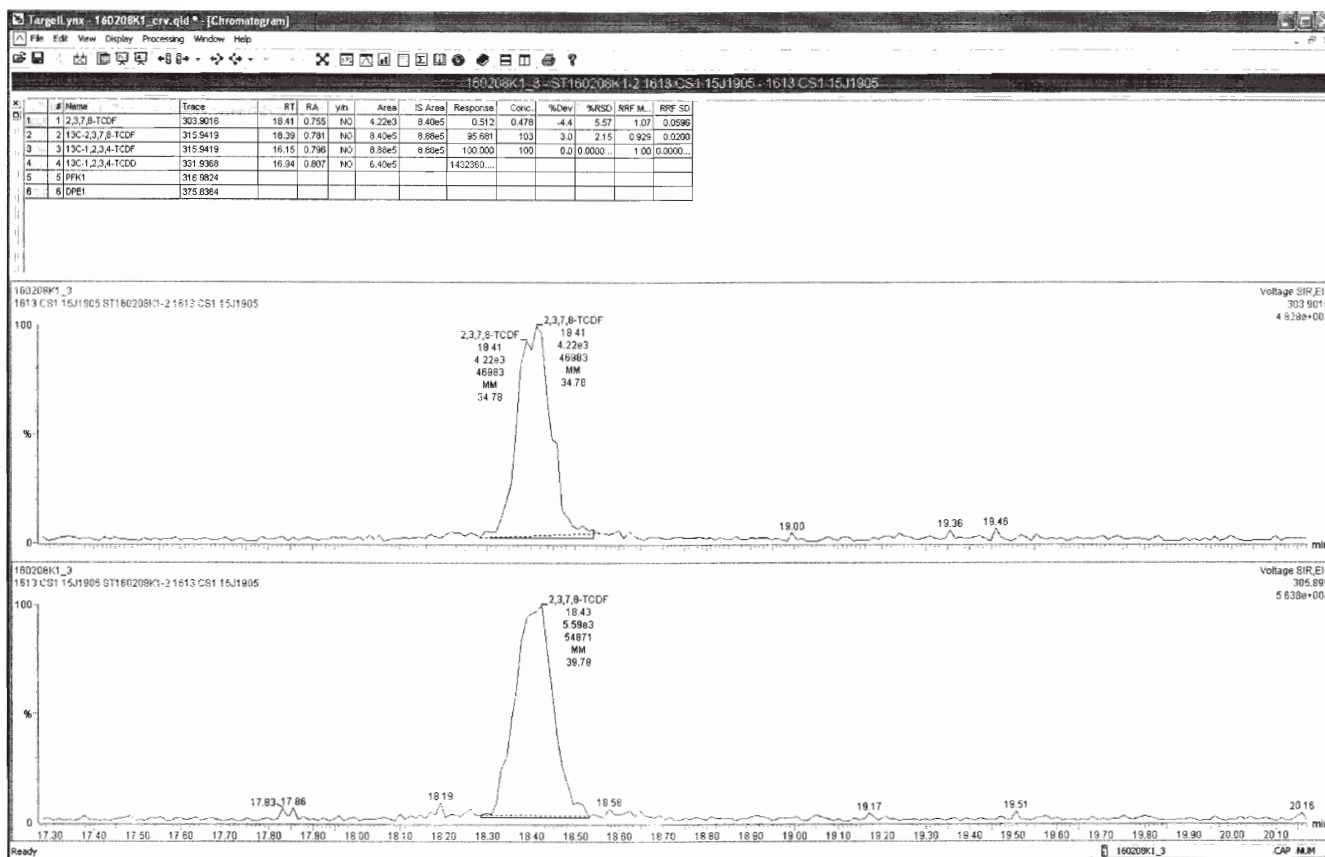 TargetLynx - 160208K1_crv.qld * - [Chromatogram]
File Edit View Display Processing Window Help
160208K1_3 - ST160208K1-2 1613 CS1 15J1905 - 1613 CS1 15J1905
# Name Trace RT RA y/n Area IS Area Response Conc. %Dev %RSD RRF M... RRF SD
1 1 2,3,7,8-TCDF 303.9016 18.41 0.755 NO 4.22e3 8.40e5 0.512 0.478 -4.4 5.57 1.07 0.0596
2 2 13C-2,3,7,8-TCDF 315.9419 18.39 0.781 NO 8.40e5 8.88e5 95.681 103 3.0 2.15 0.929 0.0200
3 3 13C-1,2,3,4-TCDF 315.9419 16.15 0.796 NO 8.88e5 8.88e5 100.000 100 0.0 0.0000... 1.00 0.0000...
4 4 13C-1,2,3,4-TCDD 331.9368 16.94 0.807 NO 6.40e5 1432360....
5 5 PFK1 316.9824
6 6 DPE1 375.8364
160208K1_3
1613 CS1 15J1905 ST160208K1-2 1613 CS1 15J1905
Voltage SIR,EI
303.901
100
%
0
2,3,7,8-TCDF
18.41
4.22e3
46983
MM
34.78
2,3,7,8-TCDF
18.41
4.22e3
46983
MM
34.78
19.00
19.36
19.46
min
160208K1_3
1613 CS1 15J1905 ST160208K1-2 1613 CS1 15J1905
Voltage SIR,EI
305.89
100
%
0
2,3,7,8-TCDF
18.43
5.59e3
54871
MM
39.78
17.83 17.86
18.19
18.58
19.17
19.51
20.16
min
17.30 17.40 17.50 17.60 17.70 17.80 17.90 18.00 18.10 18.20 18.30 18.40 18.50 18.60 18.70 18.80 18.90 19.00 19.10 19.20 19.30 19.40 19.50 19.60 19.70 19.80 19.90 20.00 20.10
Ready
160208K1_3
CAP NUM